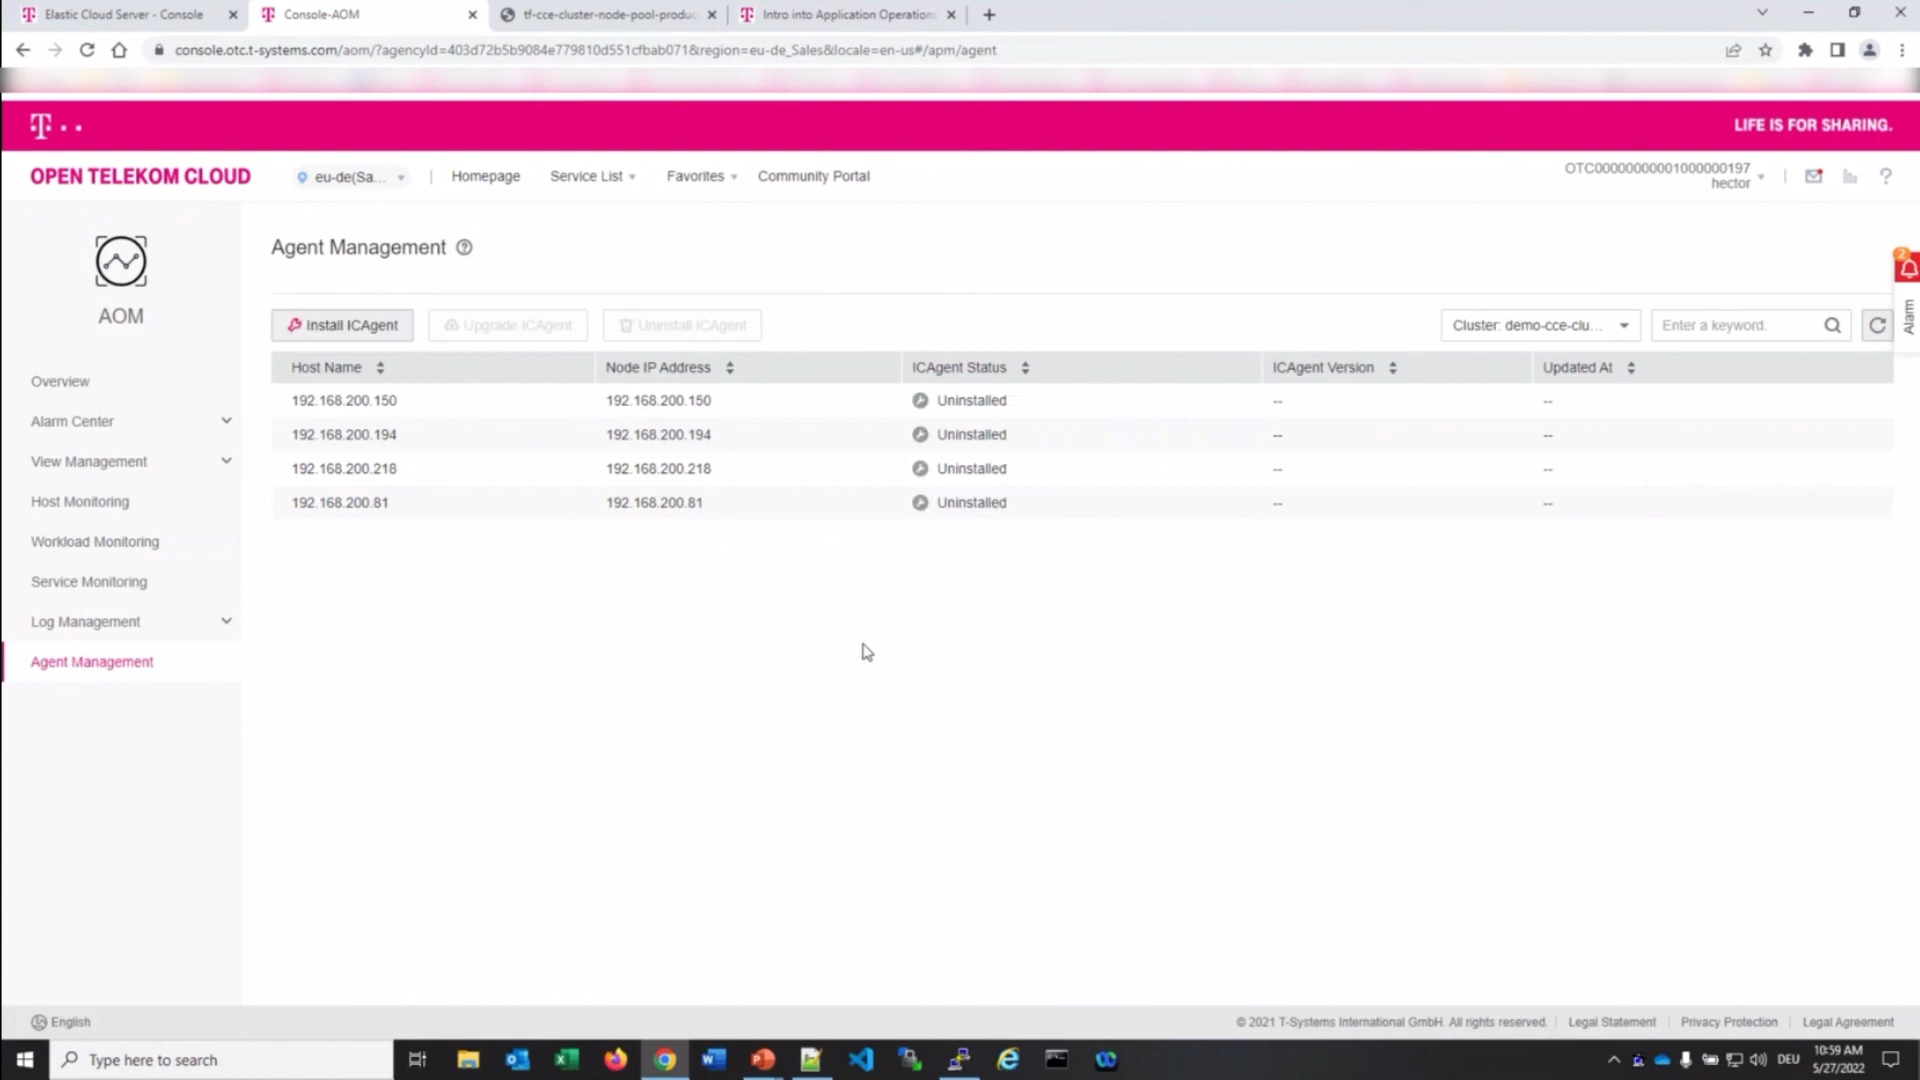 Elastic Cloud Server - Console
Console-AOM
tf-cce-cluster-node-pool-produc
Intro into Application Operation
console.otc.t-systems.com/aom/?agencyId=403d72b5b9084e779810d551cfbab071&region=eu-de_Sales&locale=en-us#/apm/agent
T
LIFE IS FOR SHARING.
OPEN TELEKOM CLOUD
eu-de(Sa...
Homepage
Service List
Favorites
Community Portal
OTC00000000001000000197
hector
AOM
Overview
Alarm Center
View Management
Host Monitoring
Workload Monitoring
Service Monitoring
Log Management
Agent Management
Agent Management
Install ICAgent
Upgrade ICAgent
Uninstall ICAgent
Cluster: demo-cce-clu...
Enter a keyword.
2
Alarm
Host Name Node IP Address ICAgent Status ICAgent Version Updated At
192.168.200.150 192.168.200.150 Uninstalled -- --
192.168.200.194 192.168.200.194 Uninstalled -- --
192.168.200.218 192.168.200.218 Uninstalled -- --
192.168.200.81 192.168.200.81 Uninstalled -- --
English
© 2021 T-Systems International GmbH. All rights reserved.
Legal Statement
Privacy Protection
Legal Agreement
Type here to search
DEU
10:59 AM
5/27/2022